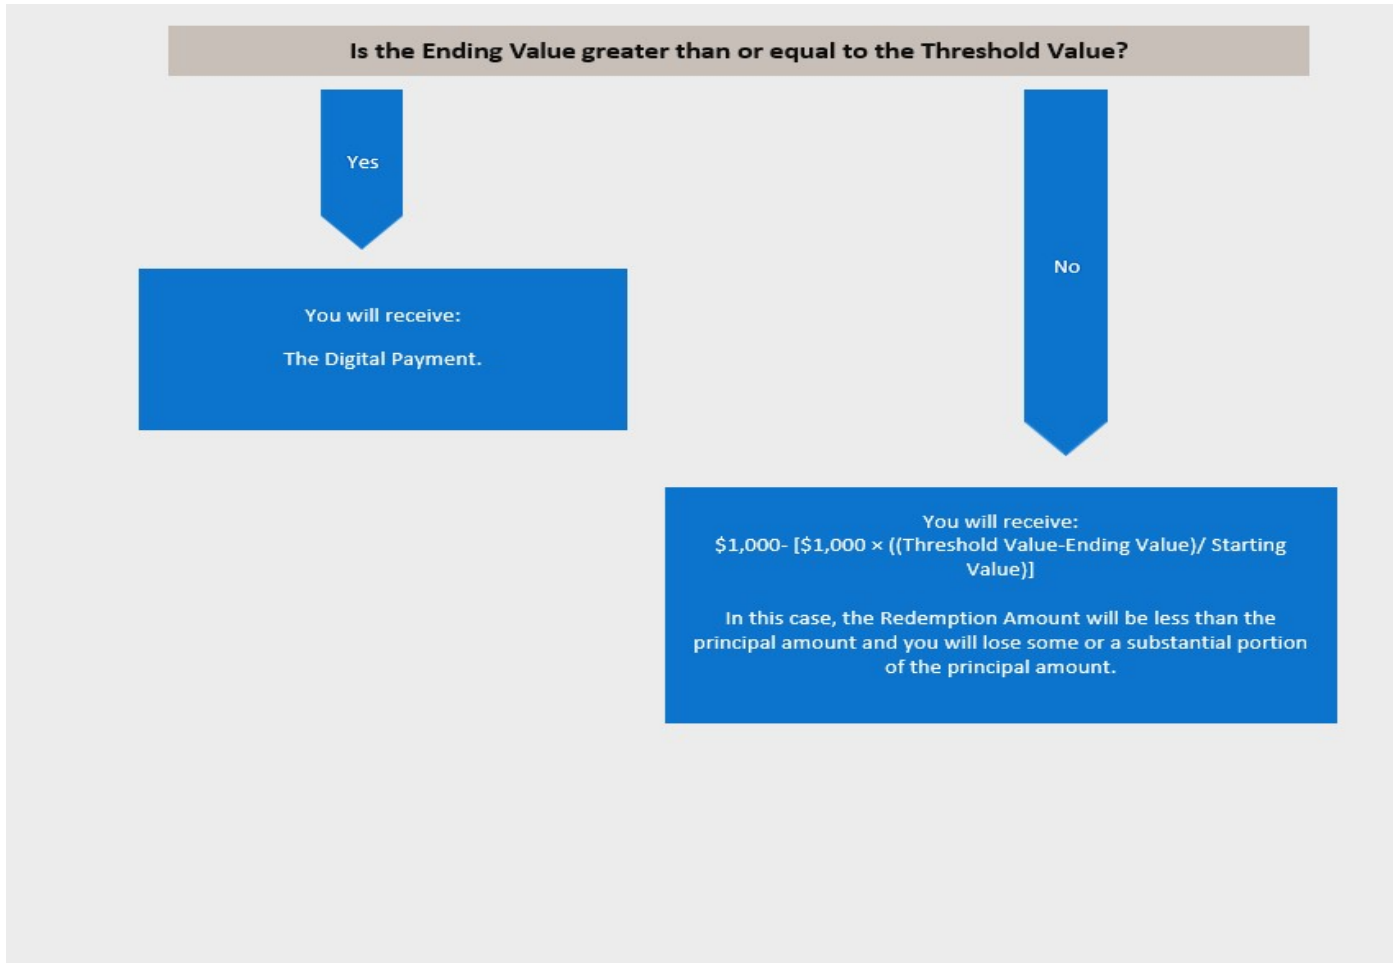 Is the Ending Value greater than or equal to the Threshold Value?
Yes
No
You will receive:
The Digital Payment.
You will receive:
$1,000- [$1,000 × ((Threshold Value-Ending Value)/ Starting
Value)]
In this case, the Redemption Amount will be less than the
principal amount and you will lose some or a substantial portion
of the principal amount.